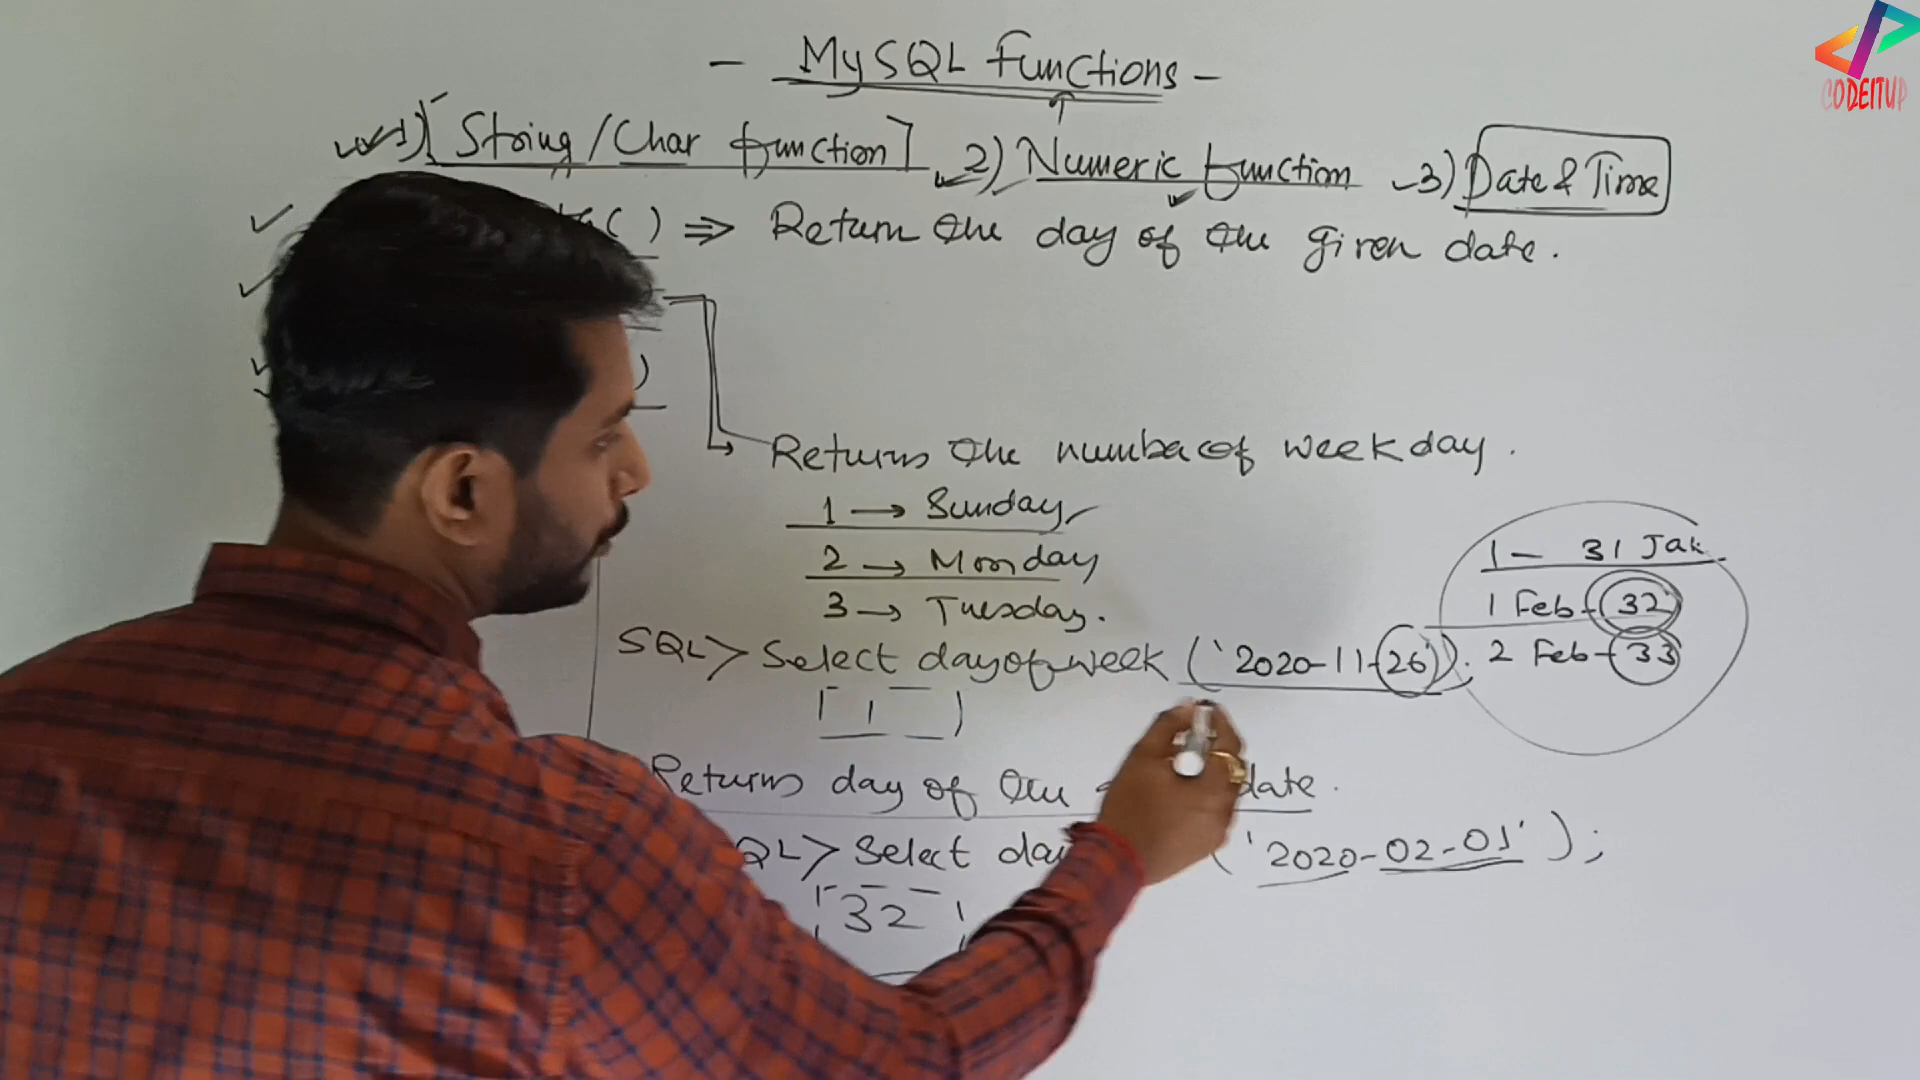 - MySQL Functions -
CODEITUP
1) [String/Char function] 2) Numeric function 3) Date & Time
( ) ⇒ Return the day of the given date.
)
→ Returns the number of weekday.
1 → Sunday
2 → Monday
3 → Tuesday.
1 - 31 Jan
1 Feb - 32
2 Feb - 33
SQL> Select dayofweek ('2020-11-26');
1
Returns day of the date.
QL> Select day ('2020-02-01');
32